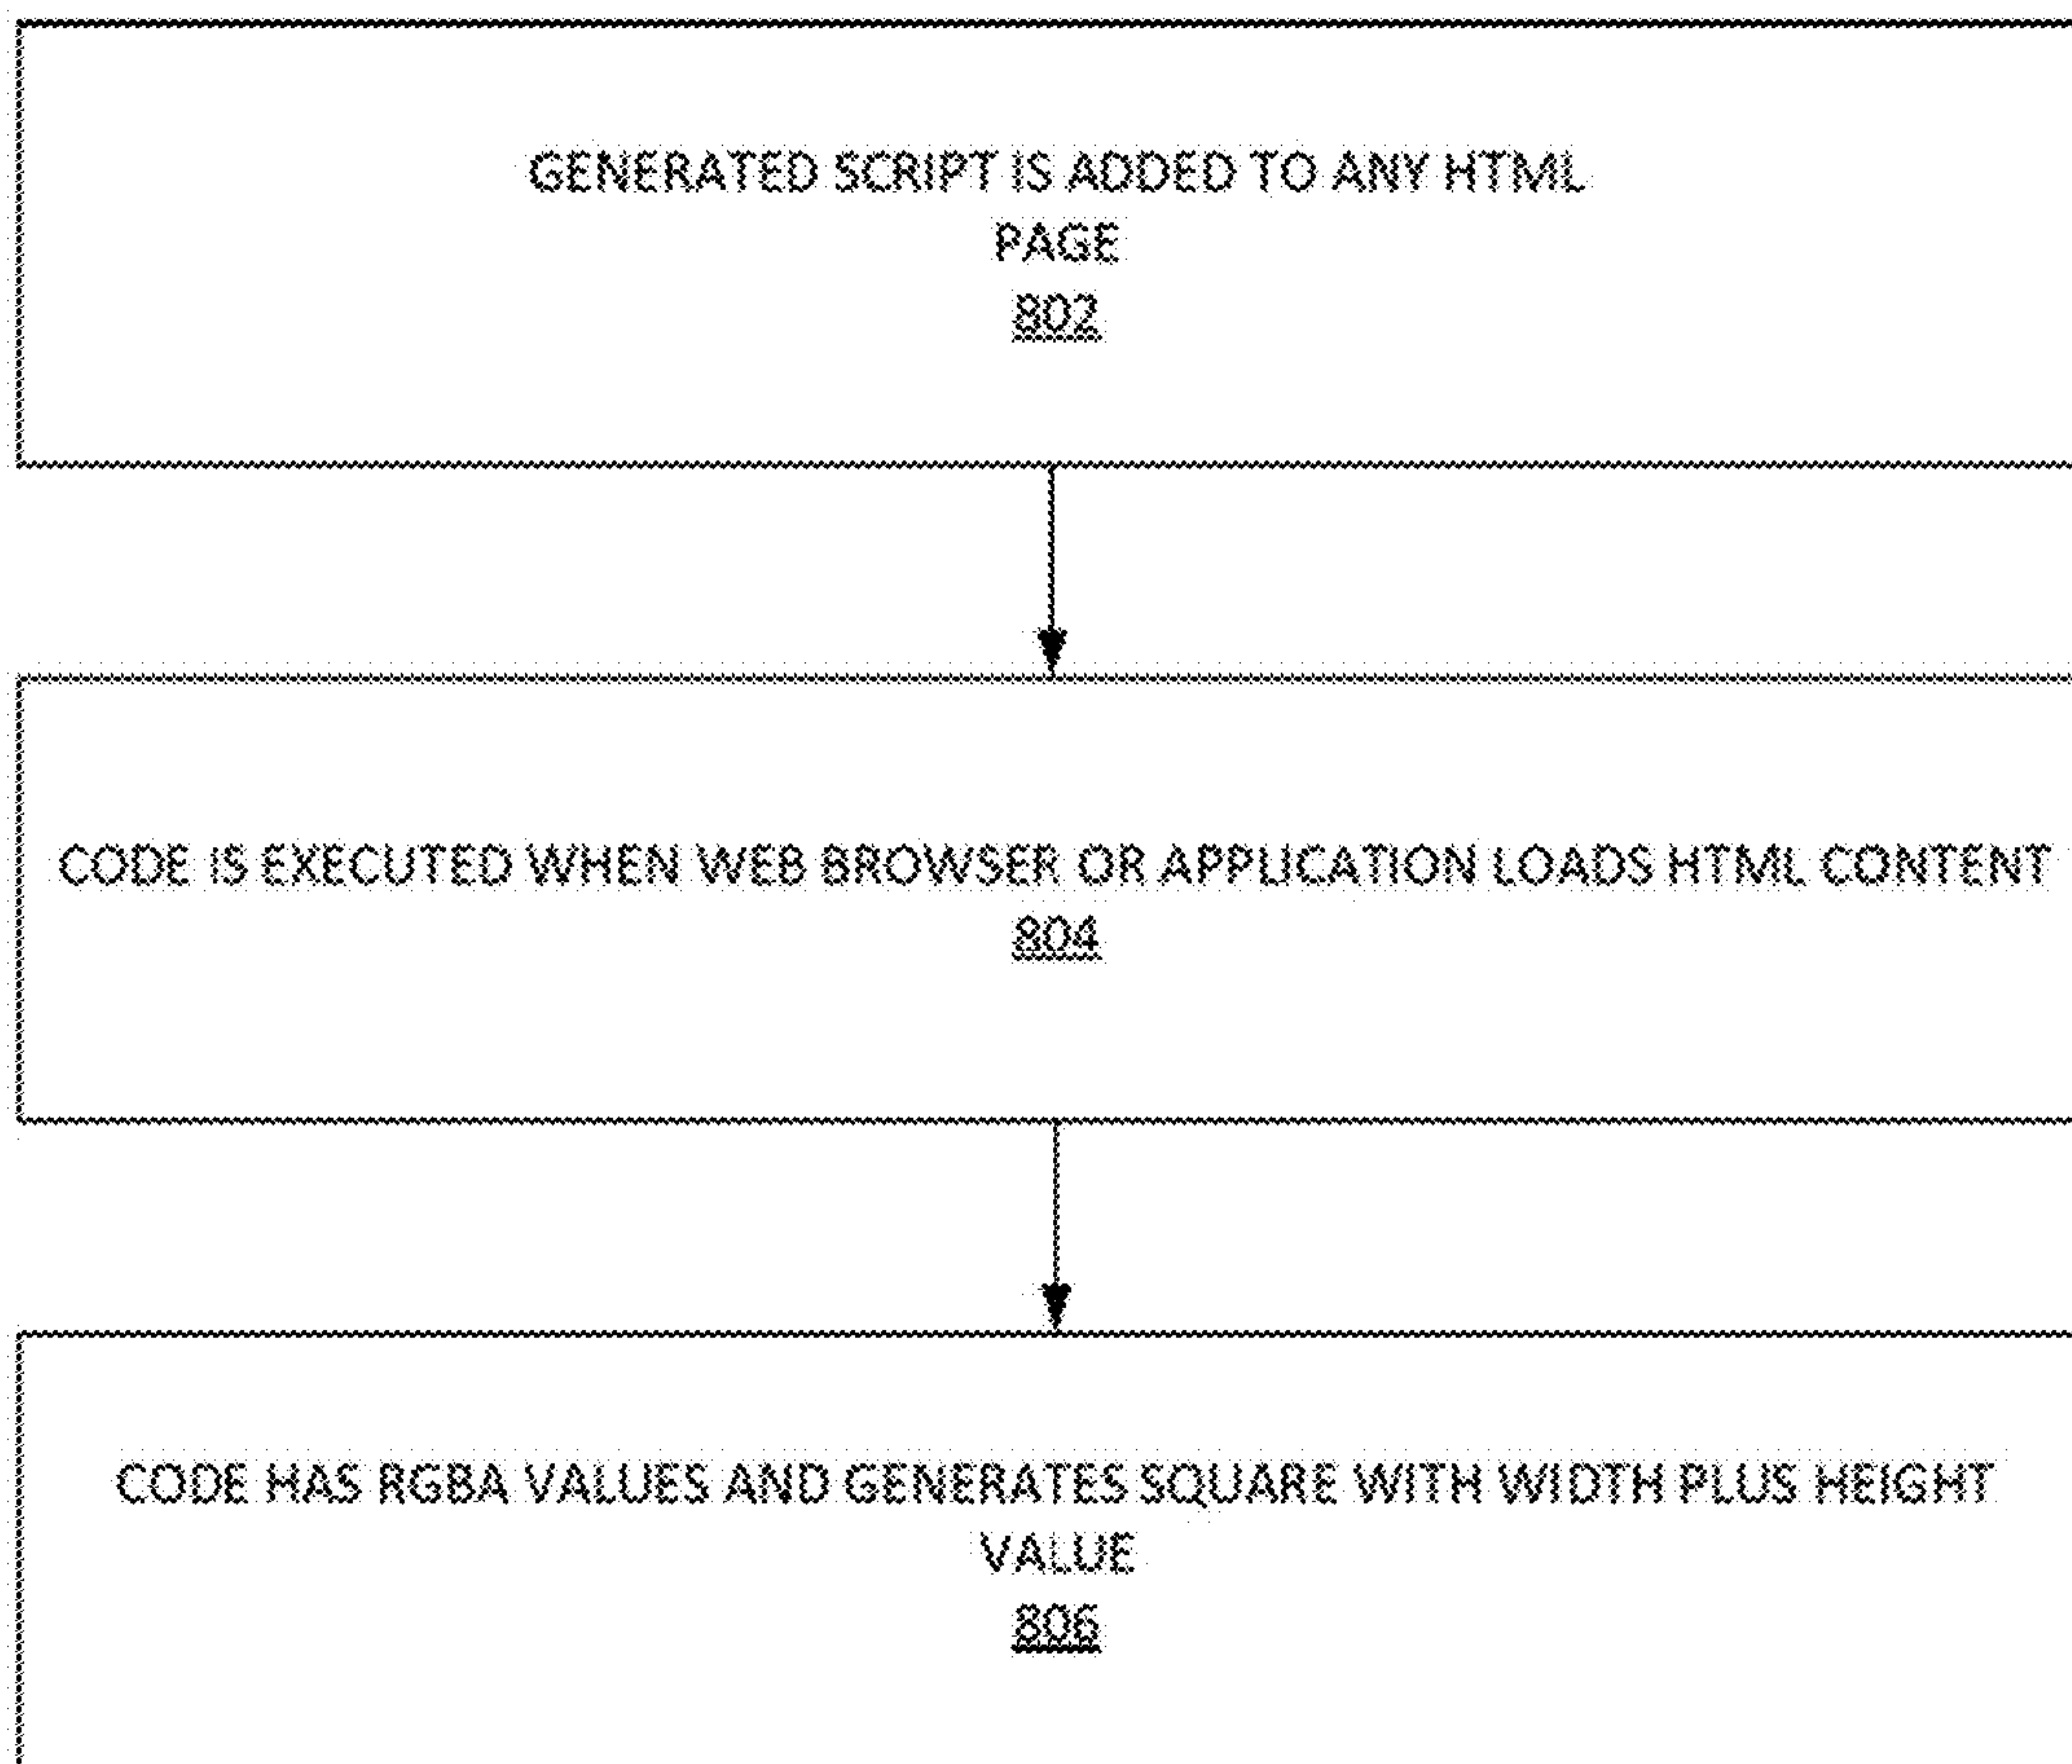 GENERATED SCRIPT IS ADDED TO ANY HTML
PAGE
802
CODE IS EXECUTED WHEN WEB BROWSER OR APPLICATION LOADS HTML CONTENT
804
CODE HAS RGBA VALUES AND GENERATES SQUARE WITH WIDTH PLUS HEIGHT
VALUE
806